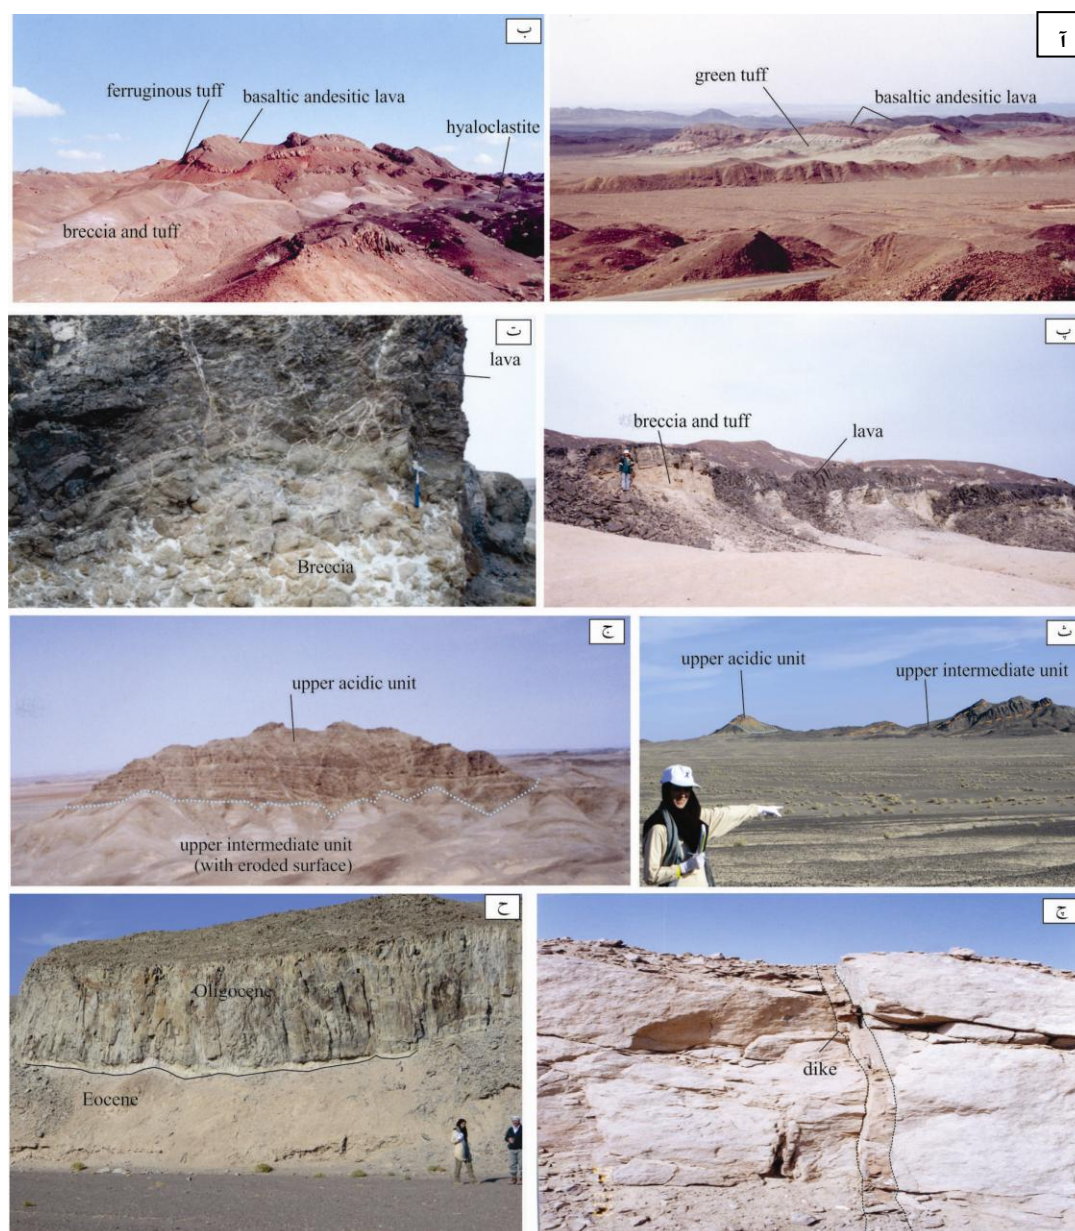 آ
green tuff
basaltic andesitic lava
ب
ferruginous tuff
basaltic andesitic lava
hyaloclastite
breccia and tuff
پ
breccia and tuff
lava
ت
lava
Breccia
ث
upper acidic unit
upper intermediate unit
ج
upper acidic unit
upper intermediate unit
(with eroded surface)
چ
dike
ح
Oligocene
Eocene